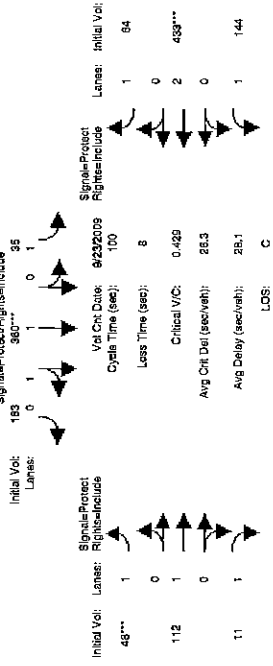 Signal=Protect/Rights=Include
Initial Vol: 183 360*** 35
Lanes: 0 1 1 0 1
Initial Vol: Lanes: Signal=Protect Rights=Include
Vol Cnt Date: 9/23/2009
Signal=Protect Rights=Include Lanes: Initial Vol:
48*** 1 Cycle Time (sec): 100 1 64
0 Loss Time (sec): 8 0
112 1 Critical V/C: 0.429 2 433***
0 Avg Crit Del (sec/veh): 26.3 0
11 1 Avg Delay (sec/veh): 28.1 1 144
LOS: C